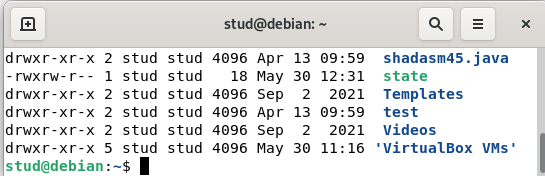 stud@debian: ~
drwxr-xr-x 2 stud stud 4096 Apr 13 09:59  shadasm45.java
-rwxrw-r-- 1 stud stud   18 May 30 12:31  state
drwxr-xr-x 2 stud stud 4096 Sep  2  2021  Templates
drwxr-xr-x 2 stud stud 4096 Apr 13 09:59  test
drwxr-xr-x 2 stud stud 4096 Sep  2  2021  Videos
drwxr-xr-x 5 stud stud 4096 May 30 11:16 'VirtualBox VMs'
stud@debian:~$